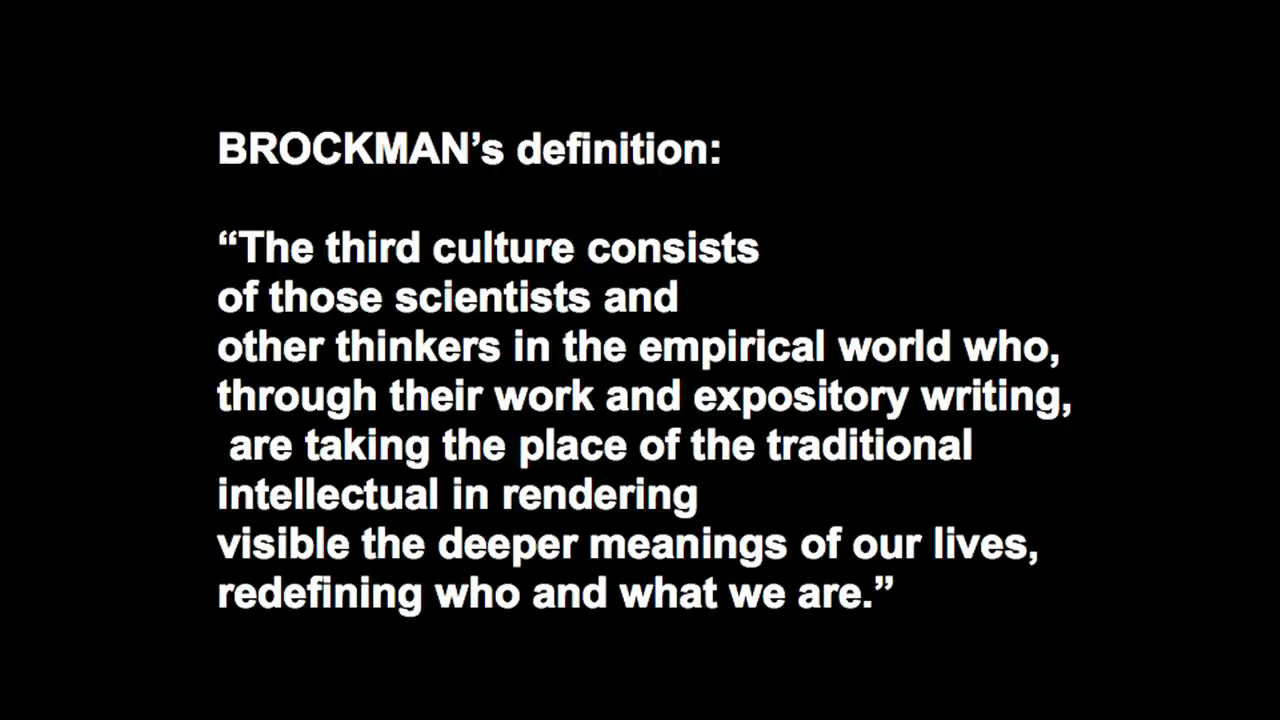 BROCKMAN’s definition:
“The third culture consists
of those scientists and
other thinkers in the empirical world who,
through their work and expository writing,
are taking the place of the traditional
intellectual in rendering
visible the deeper meanings of our lives,
redefining who and what we are.”